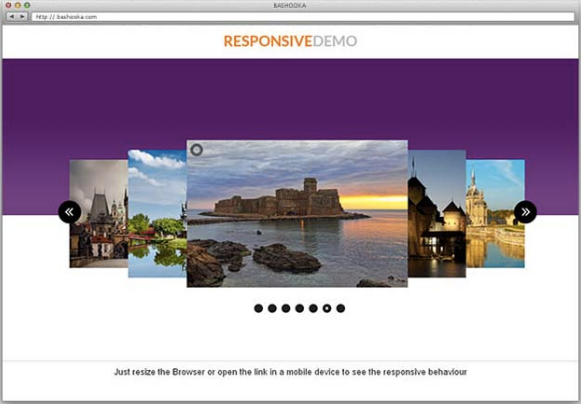 BASHOOKA
http://bashooka.com
RESPONSIVEDEMO
Just resize the Browser or open the link in a mobile device to see the responsive behaviour